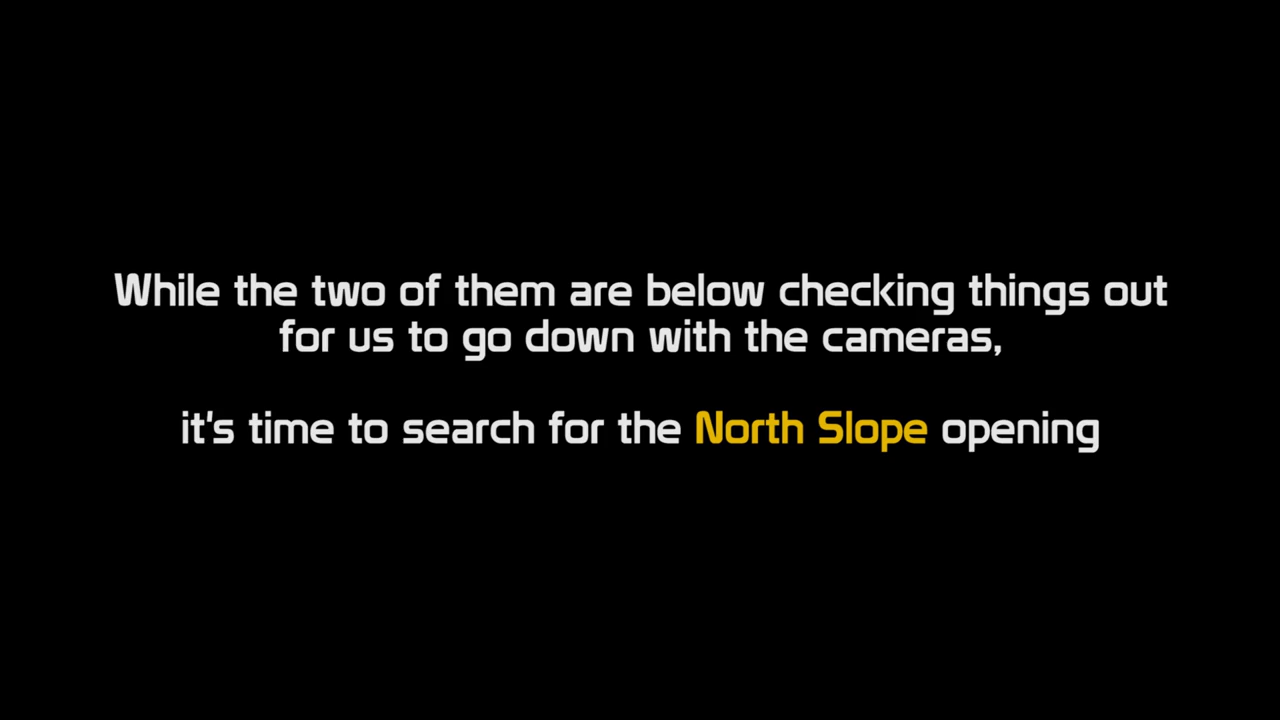 While the two of them are below checking things out
for us to go down with the cameras,
it's time to search for the North Slope opening